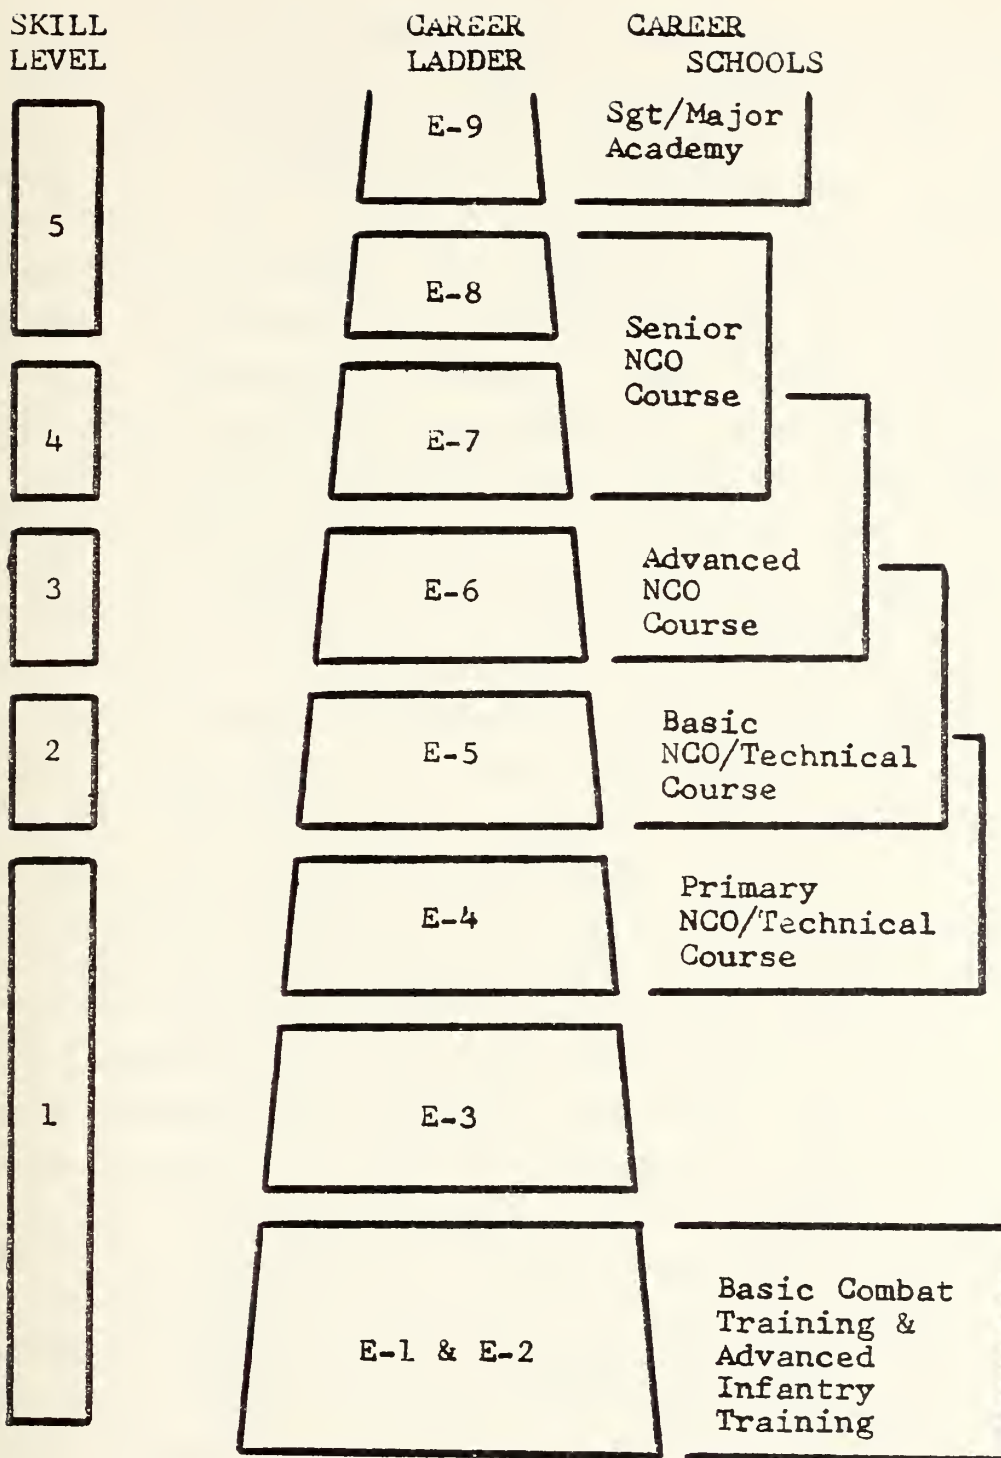 SKILL
LEVEL
CAREER
LADDER
CAREER
SCHOOLS
5
4
3
2
1
E-9
E-8
E-7
E-6
E-5
E-4
E-3
E-1 & E-2
Sgt/Major
Academy
Senior
NCO
Course
Advanced
NCO
Course
Basic
NCO/Technical
Course
Primary
NCO/Technical
Course
Basic Combat
Training &
Advanced
Infantry
Training